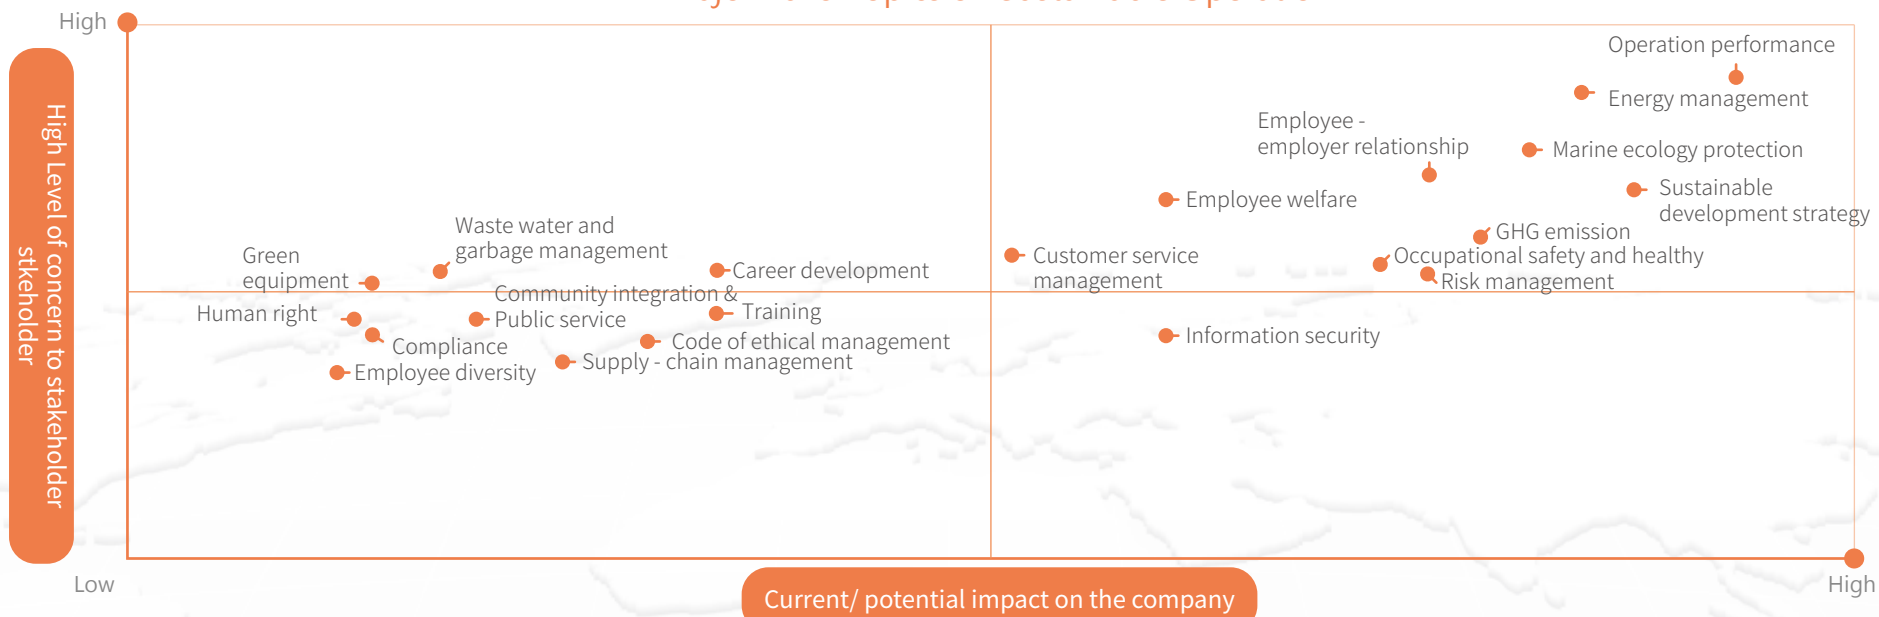 High
High Level of concern to stakeholder
stkeholder
Operation performance
Energy management
Employee -
employer relationship
Marine ecology protection
Sustainable
development strategy
Employee welfare
Waste water and
garbage management
GHG emission
Green
equipment
Customer service
management
Occupational safety and healthy
Career development
Risk management
Community integration &
Public service
Human right
Training
Information security
Compliance
Code of ethical management
Supply - chain management
Employee diversity
Low
High
Current/ potential impact on the company